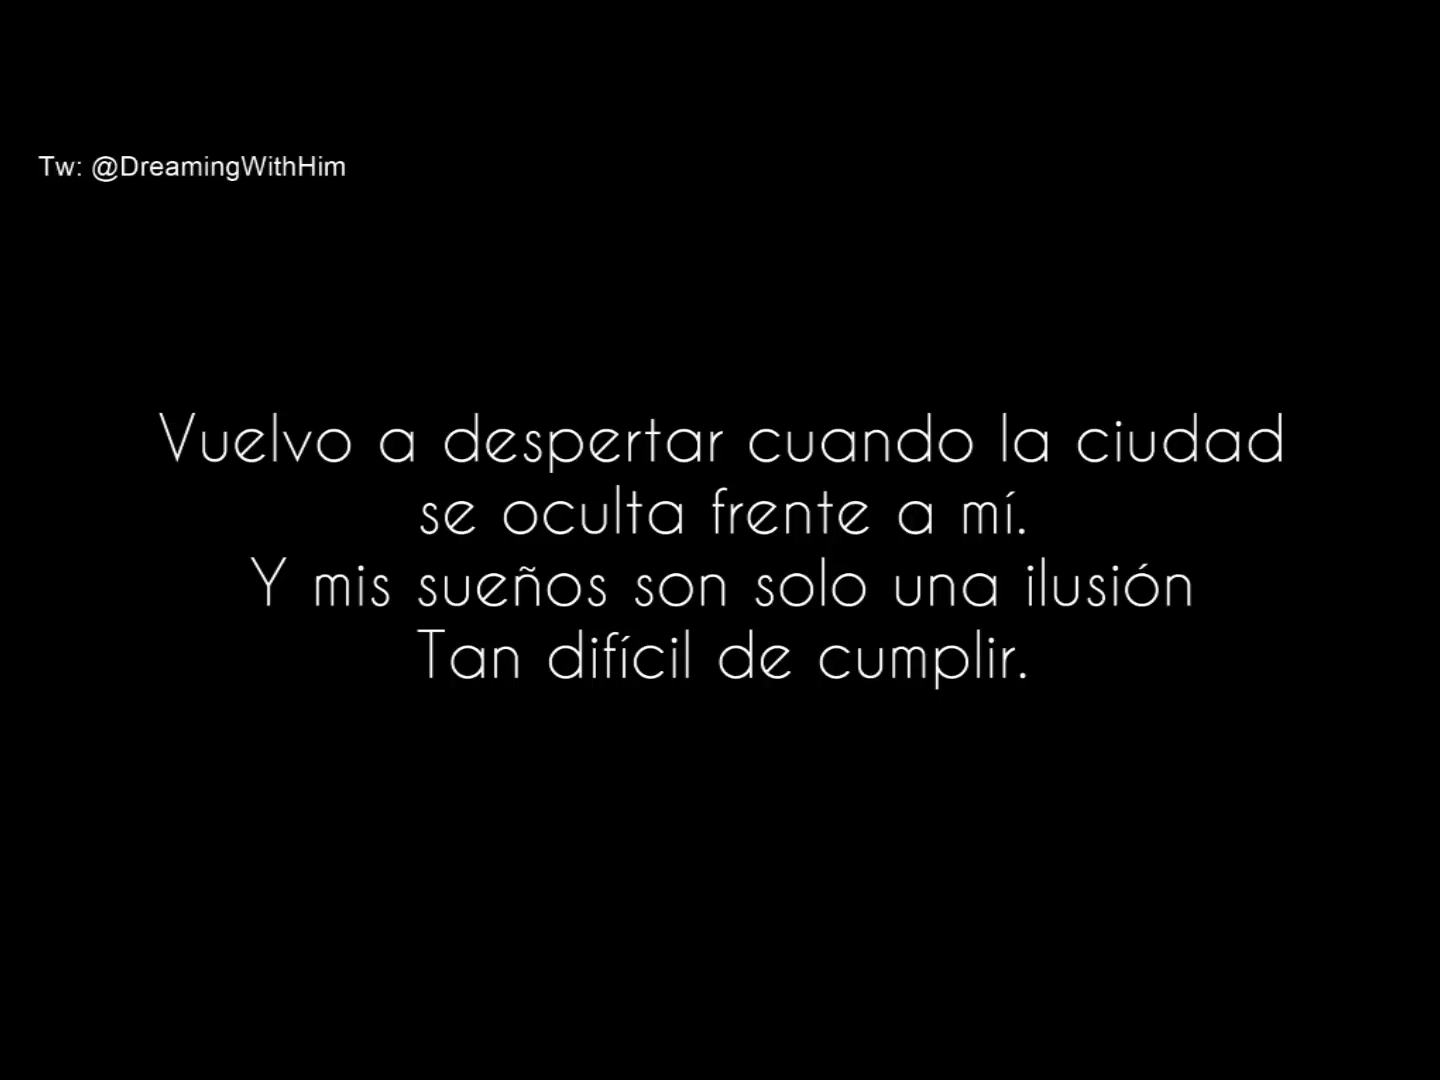 Tw: @DreamingWithHim
Vuelvo a despertar cuando la ciudad
se oculta frente a mí.
Y mis sueños son solo una ilusión
Tan difícil de cumplir.